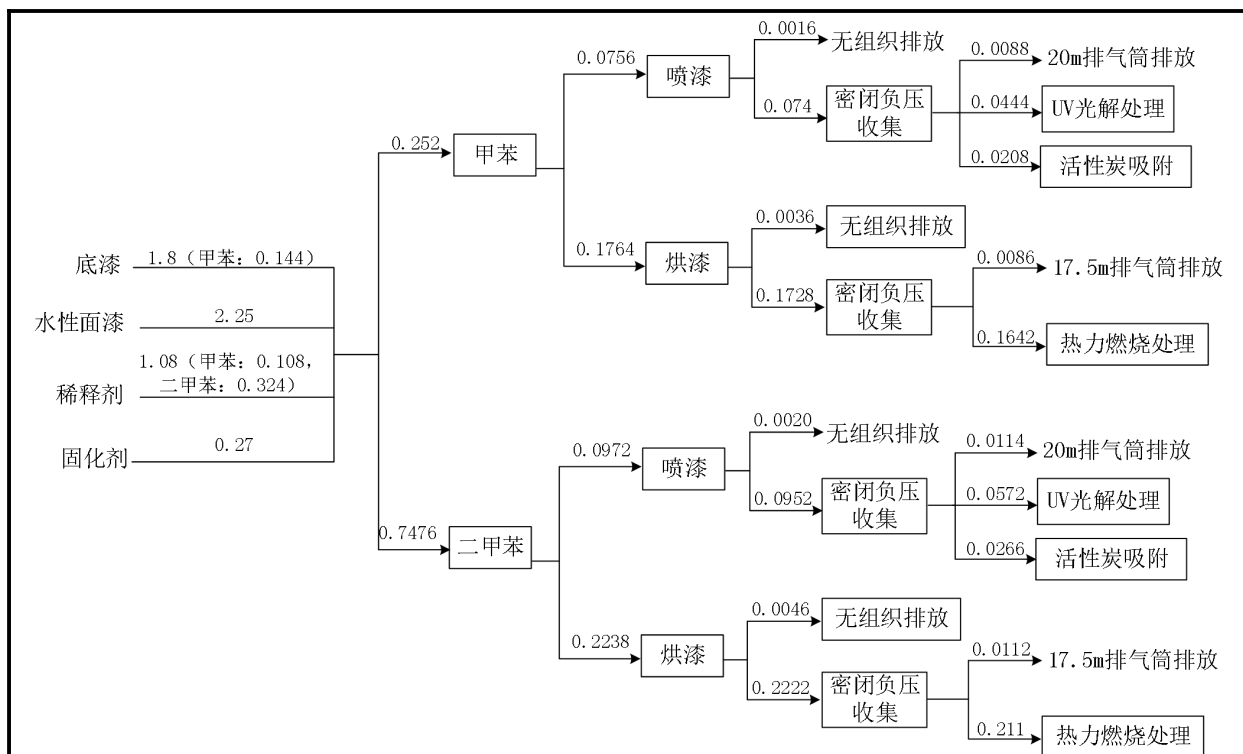 底漆
1.8（甲苯：0.144）
水性面漆
2.25
稀释剂
1.08（甲苯：0.108，
二甲苯：0.324）
固化剂
0.27
0.252
甲苯
0.0756
喷漆
0.0016
无组织排放
0.074
密闭负压
收集
0.0088
20m排气筒排放
0.0444
UV光解处理
0.0208
活性炭吸附
0.1764
烘漆
0.0036
无组织排放
0.1728
密闭负压
收集
0.0086
17.5m排气筒排放
0.1642
热力燃烧处理
0.7476
二甲苯
0.0972
喷漆
0.0020
无组织排放
0.0952
密闭负压
收集
0.0114
20m排气筒排放
0.0572
UV光解处理
0.0266
活性炭吸附
0.2238
烘漆
0.0046
无组织排放
0.2222
密闭负压
收集
0.0112
17.5m排气筒排放
0.211
热力燃烧处理